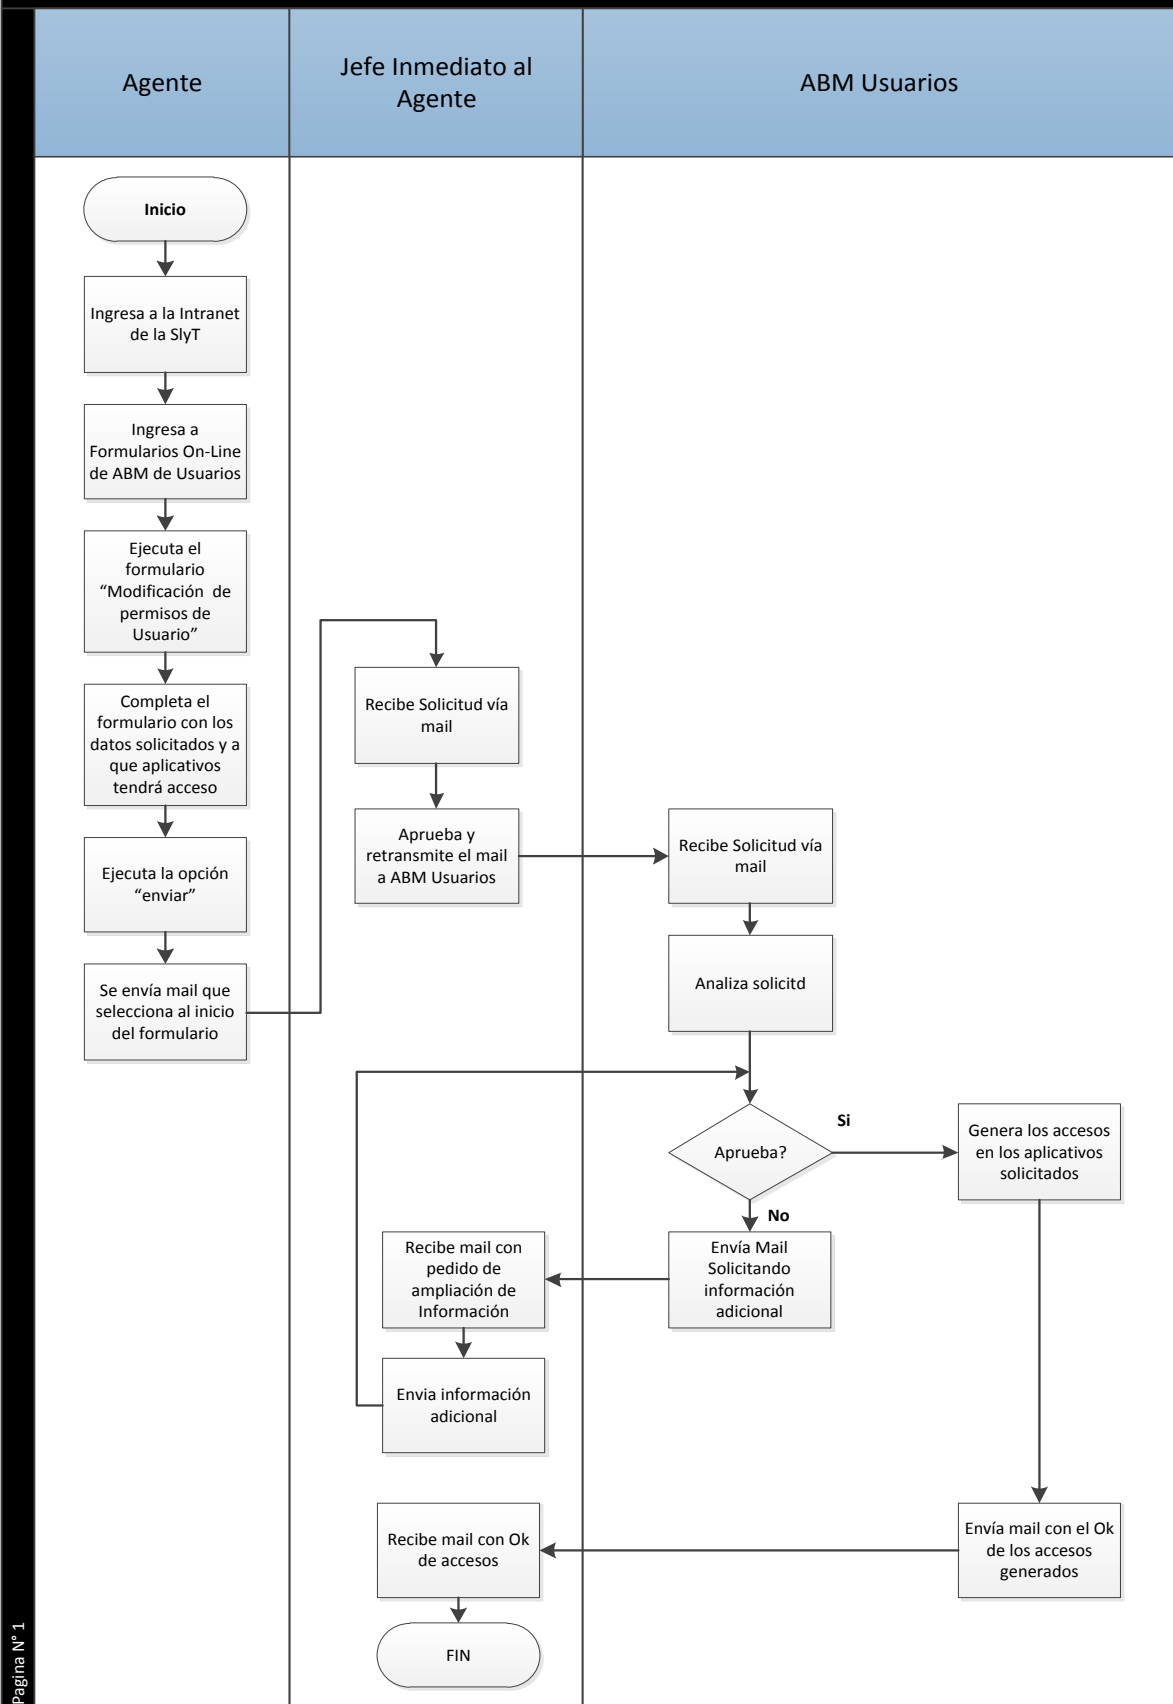 Agente
Jefe Inmediato al
Agente
ABM Usuarios
Inicio
Ingresa a la Intranet
de la SlyT
Ingresa a
Formularios On-Line
de ABM de Usuarios
Ejecuta el
formulario
“Modificación de
permisos de
Usuario”
Completa el
formulario con los
datos solicitados y a
que aplicativos
tendrá acceso
Ejecuta la opción
“enviar”
Se envía mail que
selecciona al inicio
del formulario
Recibe Solicitud vía
mail
Aprueba y
retransmite el mail
a ABM Usuarios
Recibe Solicitud vía
mail
Analiza solicitd
Aprueba?
Si
Genera los accesos
en los aplicativos
solicitados
No
Envía Mail
Solicitando
información
adicional
Recibe mail con
pedido de
ampliación de
Información
Envia información
adicional
Envía mail con el Ok
de los accesos
generados
Recibe mail con Ok
de accesos
FIN
Pagina N° 1